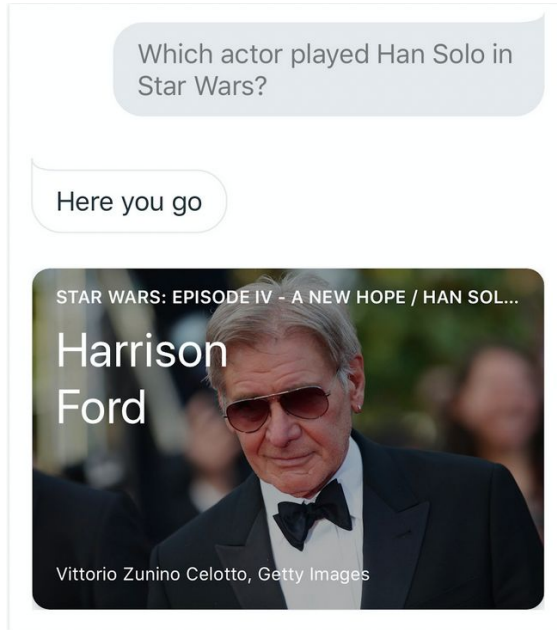 Which actor played Han Solo in
Star Wars?
Here you go
STAR WARS: EPISODE IV - A NEW HOPE / HAN SOL...
Harrison
Ford
Vittorio Zunino Celotto, Getty Images